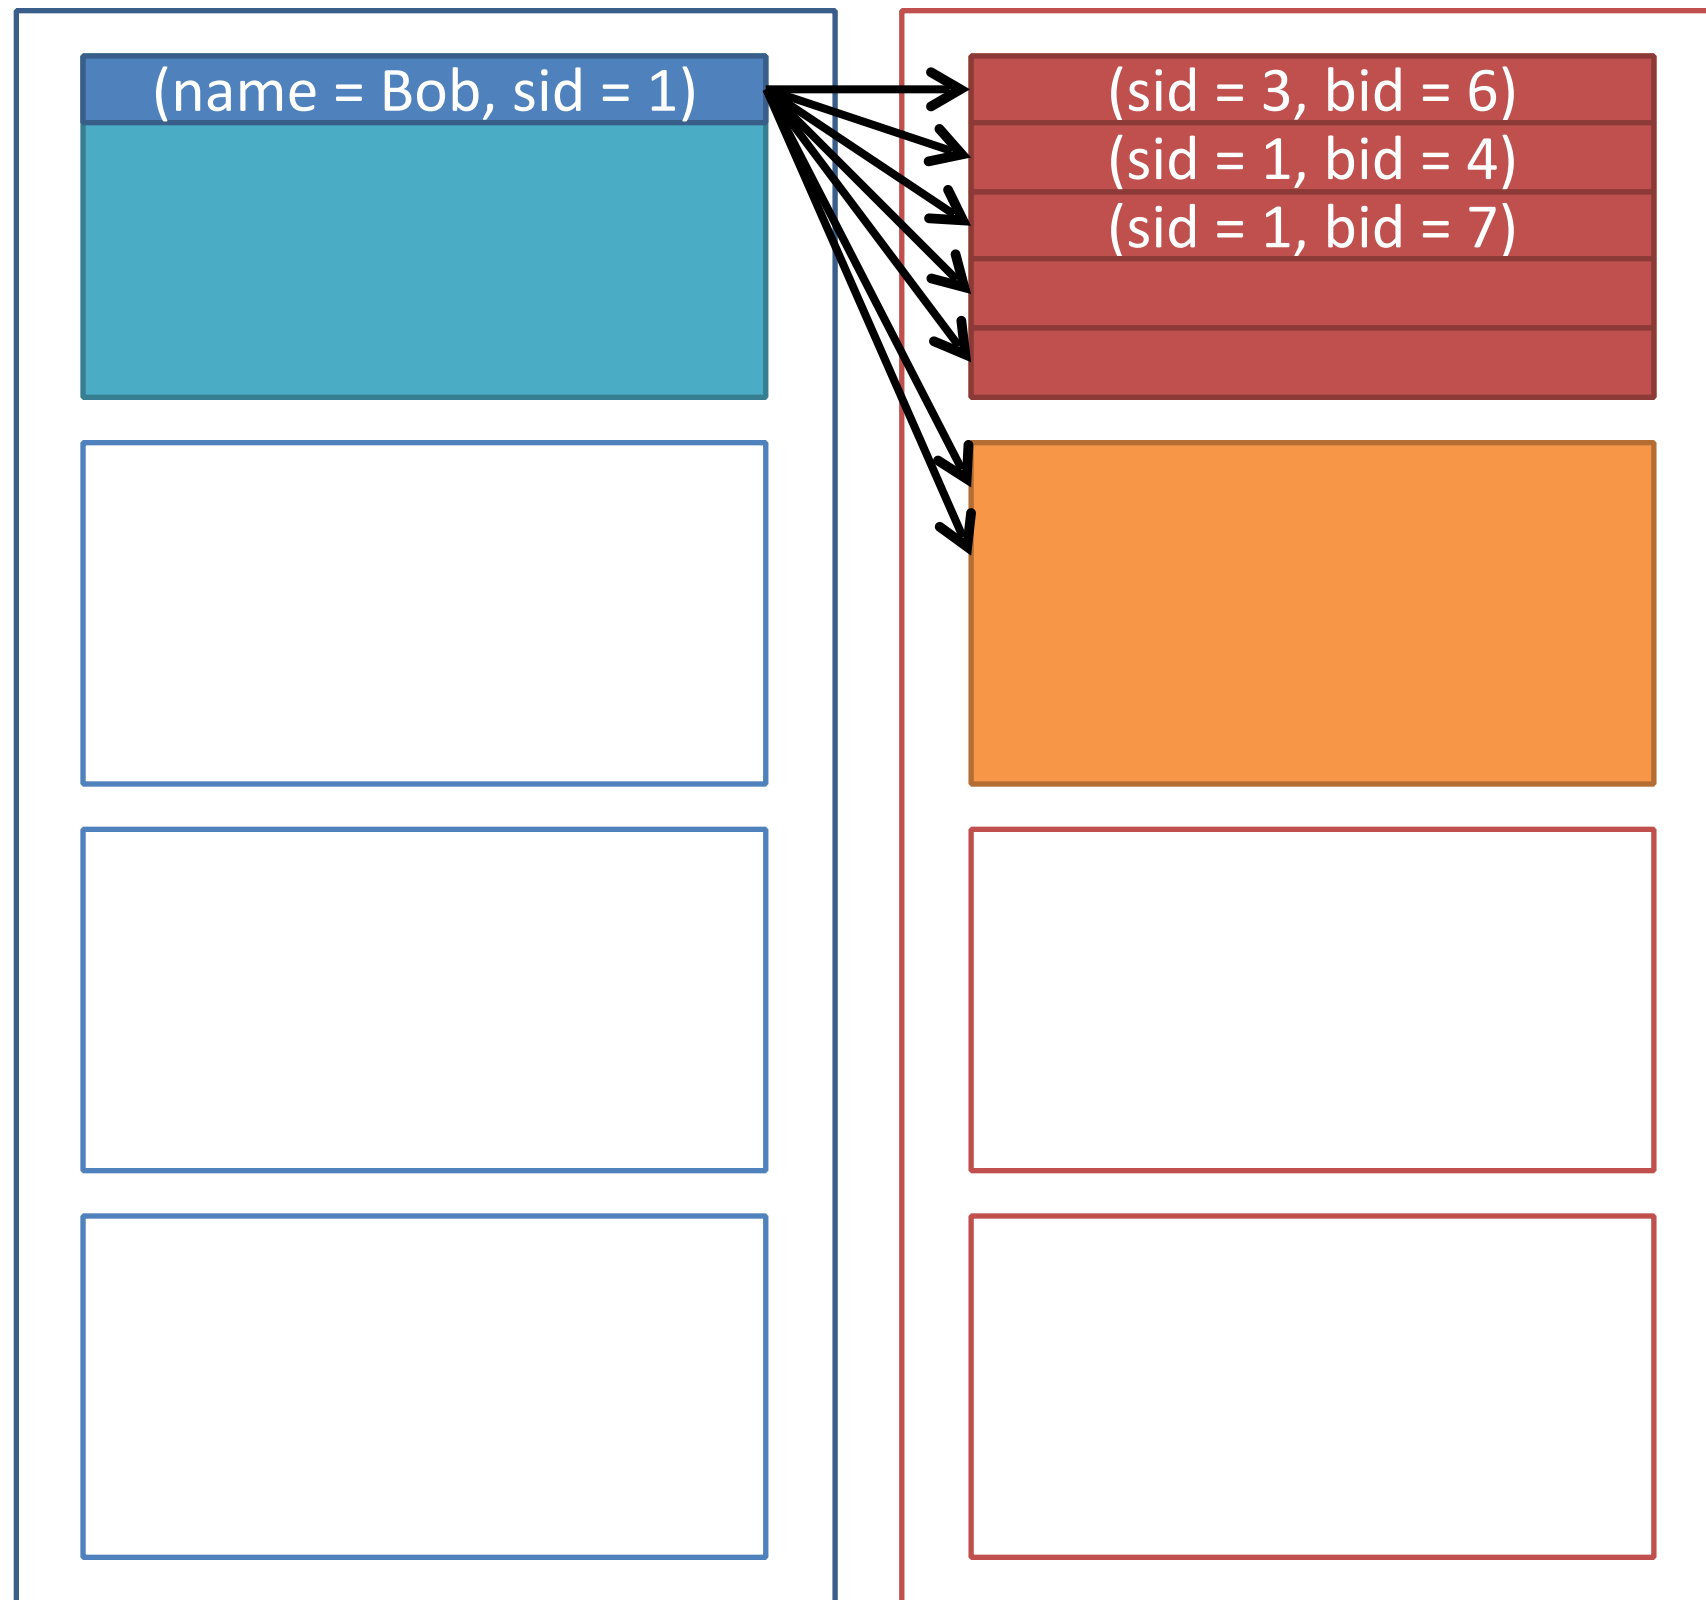 (name = Bob, sid = 1)
(sid = 3, bid = 6)
(sid = 1, bid = 4)
(sid = 1, bid = 7)